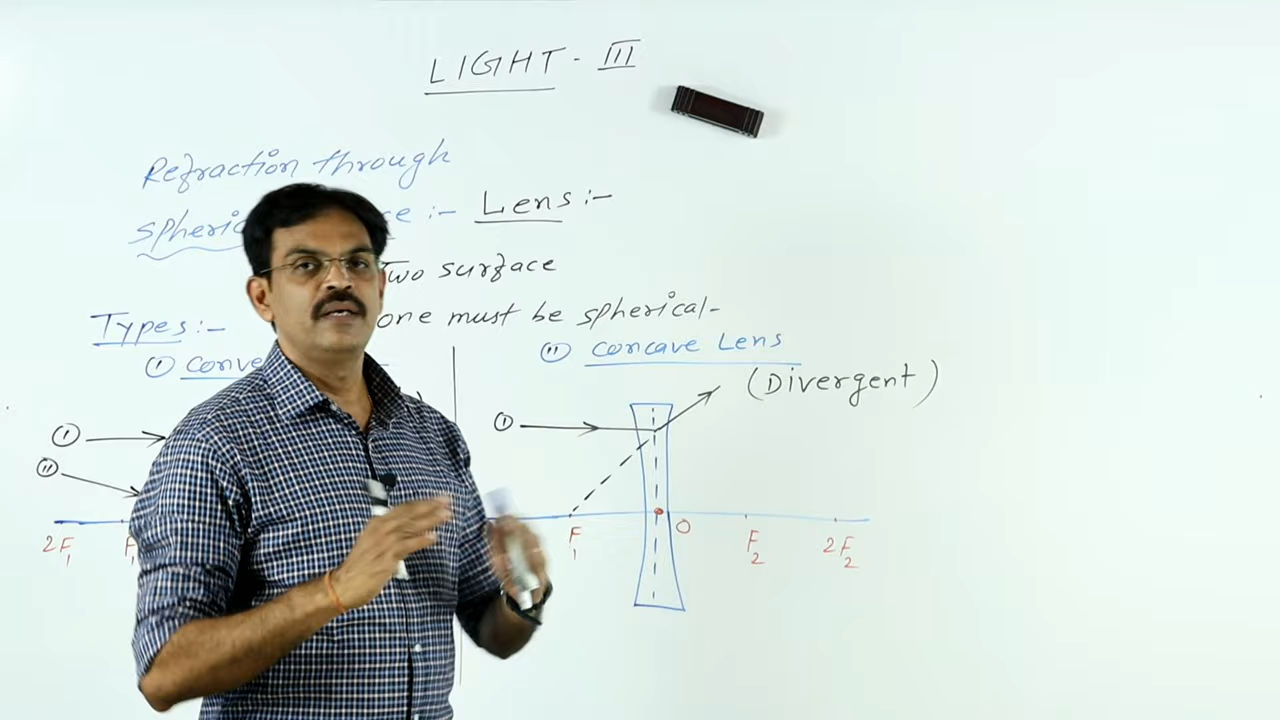 LIGHT - III
Refraction through
:- Lens :-
Two surface
one must be spherical-
Types :-
(I)
(II) concave Lens
(Divergent)
(I)
(I)
(II)
2F1
F1
O
F2
2F2